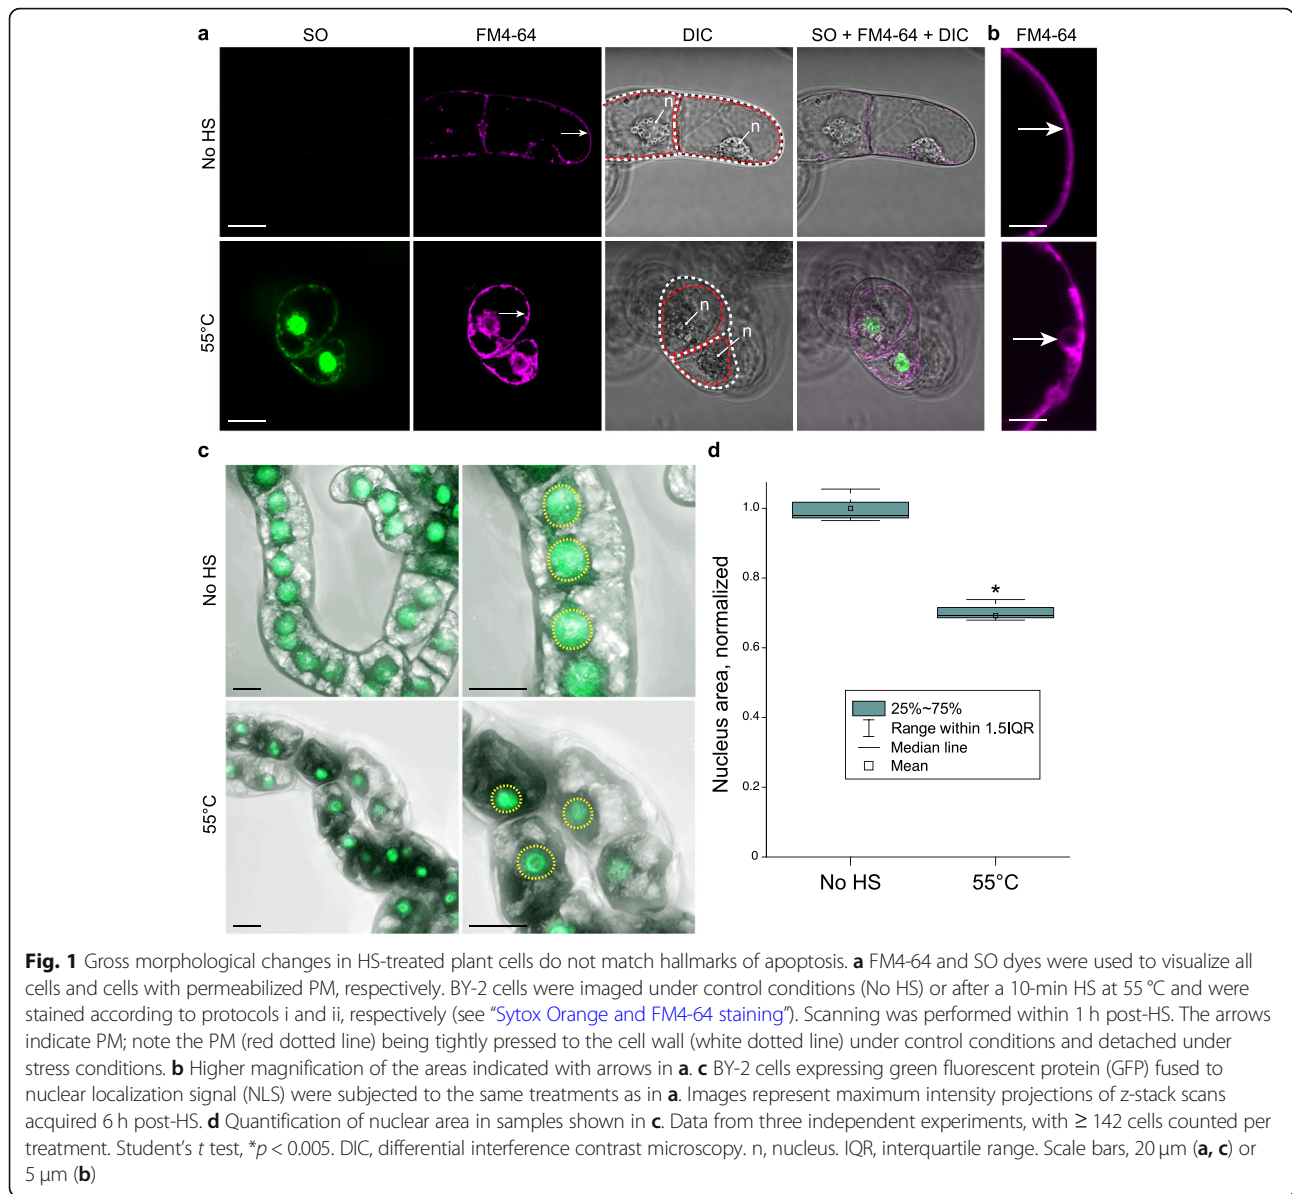 a
SO
FM4-64
DIC
SO + FM4-64 + DIC
b
FM4-64
No HS
n
n
55°C
n
n
c
No HS
55°C
d
Nucleus area, normalized
1.0
0.8
0.6
0.4
0.2
0
*
25%~75%
Range within 1.5IQR
Median line
Mean
No HS
55°C
Fig. 1 Gross morphological changes in HS-treated plant cells do not match hallmarks of apoptosis. a FM4-64 and SO dyes were used to visualize all
cells and cells with permeabilized PM, respectively. BY-2 cells were imaged under control conditions (No HS) or after a 10-min HS at 55 °C and were
stained according to protocols i and ii, respectively (see “Sytox Orange and FM4-64 staining”). Scanning was performed within 1 h post-HS. The arrows
indicate PM; note the PM (red dotted line) being tightly pressed to the cell wall (white dotted line) under control conditions and detached under
stress conditions. b Higher magnification of the areas indicated with arrows in a. c BY-2 cells expressing green fluorescent protein (GFP) fused to
nuclear localization signal (NLS) were subjected to the same treatments as in a. Images represent maximum intensity projections of z-stack scans
acquired 6 h post-HS. d Quantification of nuclear area in samples shown in c. Data from three independent experiments, with ≥ 142 cells counted per
treatment. Student’s t test, *p < 0.005. DIC, differential interference contrast microscopy. n, nucleus. IQR, interquartile range. Scale bars, 20 μm (a, c) or
5 μm (b)